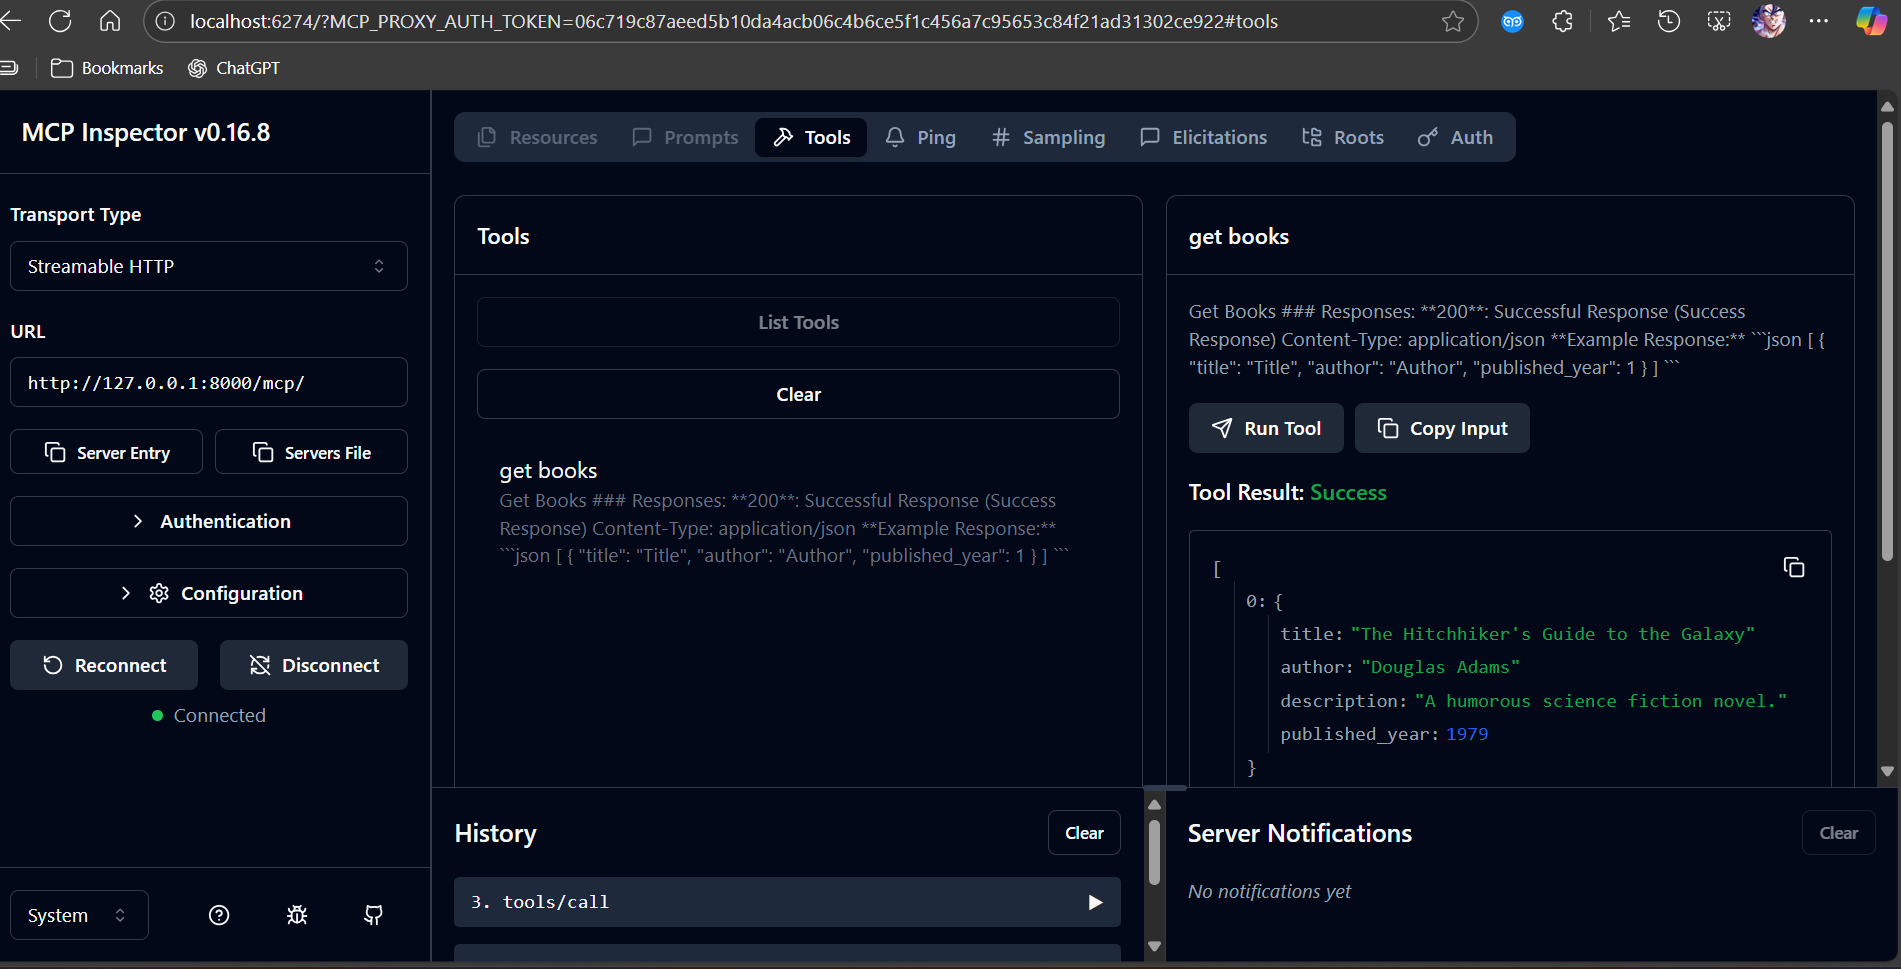 localhost:6274/?MCP_PROXY_AUTH_TOKEN=06c719c87aeed5b10da4acb06c4b6ce5f1c456a7c95653c84f21ad31302ce922#tools
Bookmarks
ChatGPT
MCP Inspector v0.16.8
Transport Type
Streamable HTTP
URL
http://127.0.0.1:8000/mcp/
Server Entry
Servers File
Authentication
Configuration
Reconnect
Disconnect
Connected
System
Resources
Prompts
Tools
Ping
Sampling
Elicitations
Roots
Auth
Tools
List Tools
Clear
get books
Get Books ### Responses: **200**: Successful Response (Success
Response) Content-Type: application/json **Example Response:**
```json [ { "title": "Title", "author": "Author", "published_year": 1 } ] ```
get books
Get Books ### Responses: **200**: Successful Response (Success
Response) Content-Type: application/json **Example Response:** ```json [ {
"title": "Title", "author": "Author", "published_year": 1 } ] ```
Run Tool
Copy Input
Tool Result: Success
[
0: {
title: "The Hitchhiker's Guide to the Galaxy"
author: "Douglas Adams"
description: "A humorous science fiction novel."
published_year: 1979
}
History
Clear
3. tools/call
Server Notifications
Clear
No notifications yet